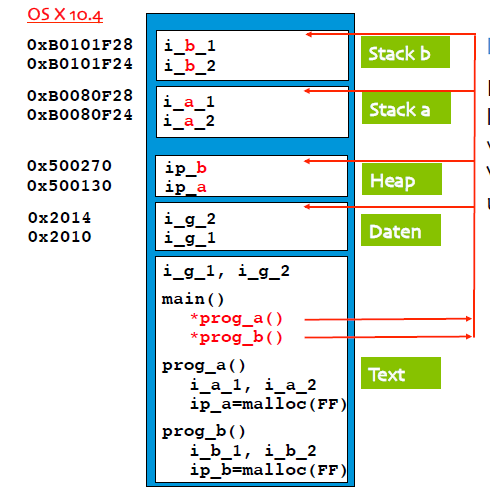 OS X 10.4
0xB0101F28 i_b_1
0xB0101F24 i_b_2
Stack b
0xB0080F28 i_a_1
0xB0080F24 i_a_2
Stack a
0x500270 ip_b
0x500130 ip_a
Heap
0x2014 i_g_2
0x2010 i_g_1
Daten
i_g_1, i_g_2
main()
*prog_a()
*prog_b()
prog_a()
i_a_1, i_a_2
ip_a=malloc(FF)
Text
prog_b()
i_b_1, i_b_2
ip_b=malloc(FF)